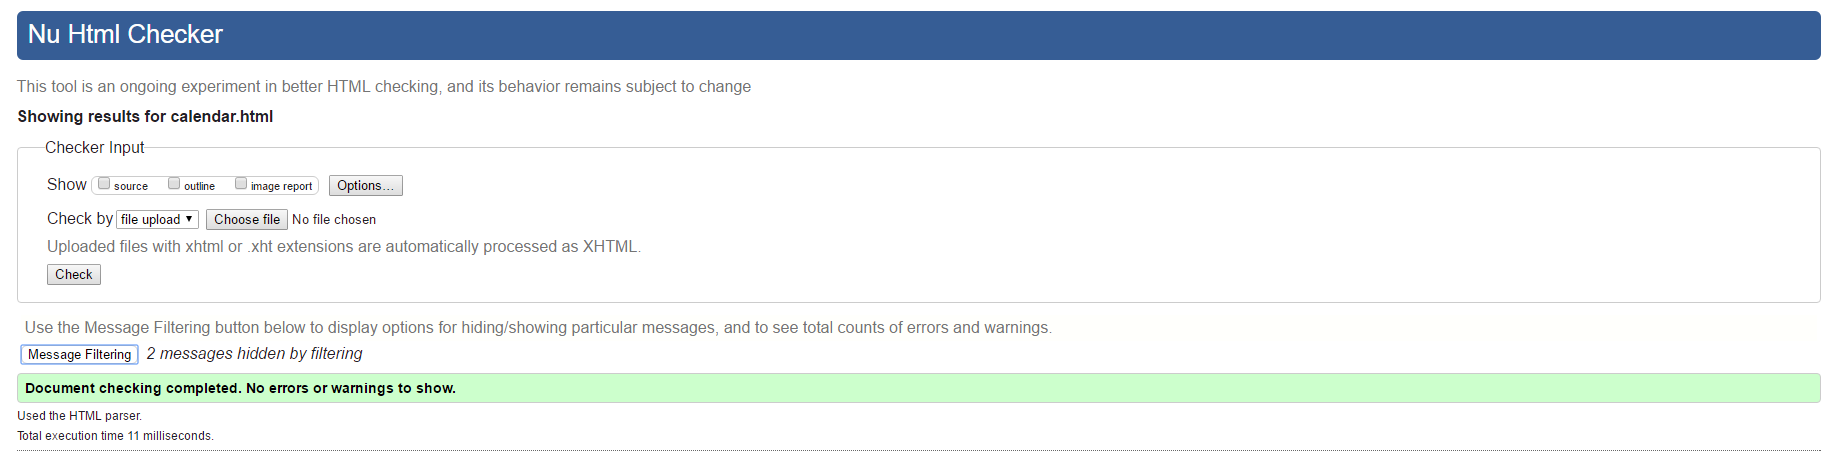 Nu Html Checker
This tool is an ongoing experiment in better HTML checking, and its behavior remains subject to change
Showing results for calendar.html
Checker Input
Show source outline image report Options...
Check by file upload Choose file No file chosen
Uploaded files with xhtml or .xht extensions are automatically processed as XHTML.
Check
Use the Message Filtering button below to display options for hiding/showing particular messages, and to see total counts of errors and warnings.
Message Filtering 2 messages hidden by filtering
Document checking completed. No errors or warnings to show.
Used the HTML parser.
Total execution time 11 milliseconds.